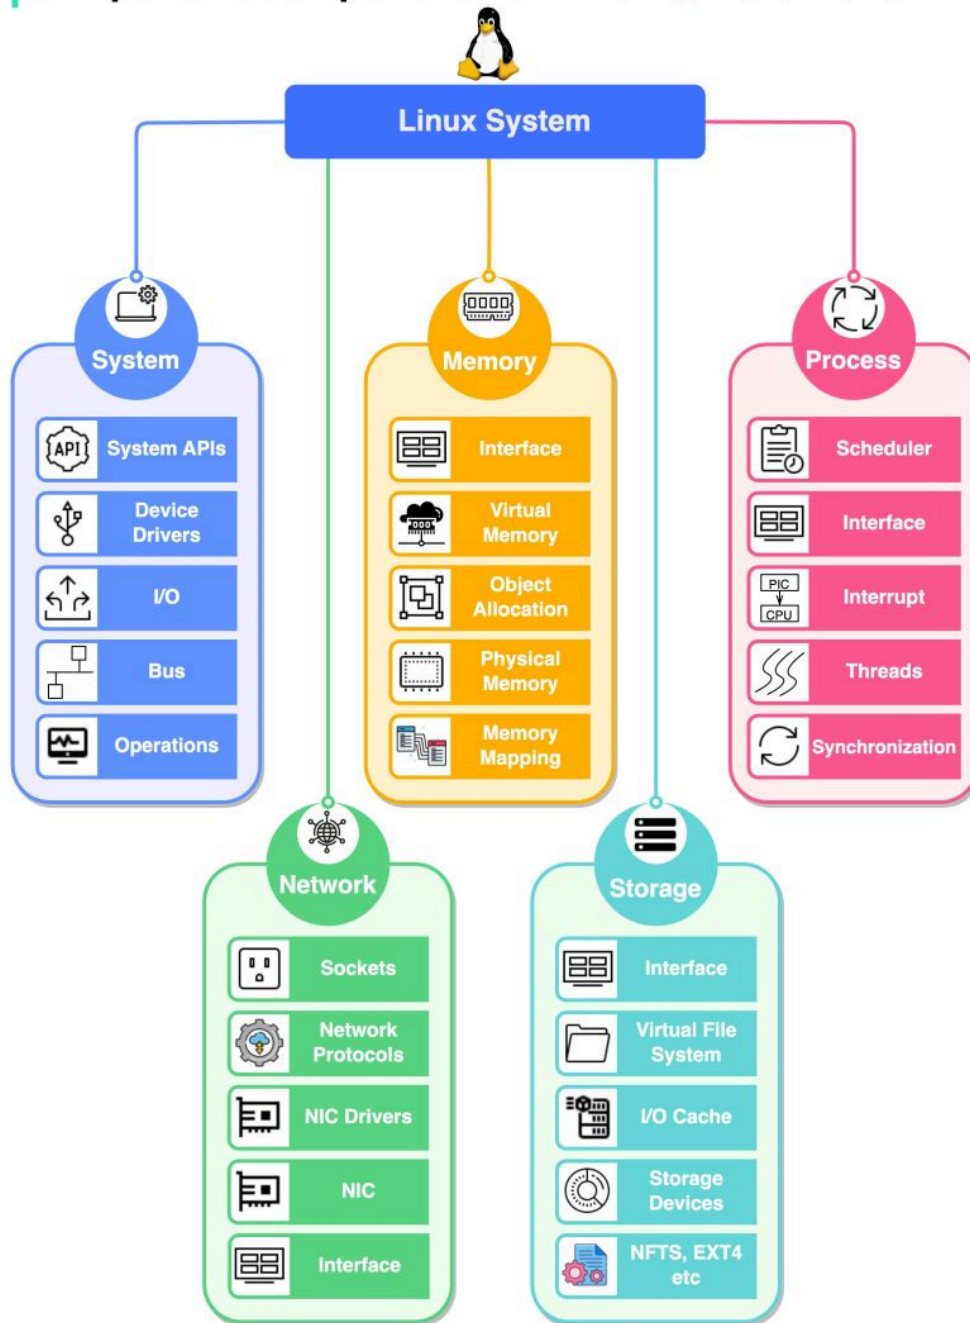 Linux System
System
System APIs
Device
Drivers
I/O
Bus
Operations
Memory
Interface
Virtual
Memory
Object
Allocation
Physical
Memory
Memory
Mapping
Process
Scheduler
Interface
PIC
CPU
Interrupt
Threads
Synchronization
Network
Sockets
Network
Protocols
NIC Drivers
NIC
Interface
Storage
Interface
Virtual File
System
I/O Cache
Storage
Devices
NFTS, EXT4
etc
API